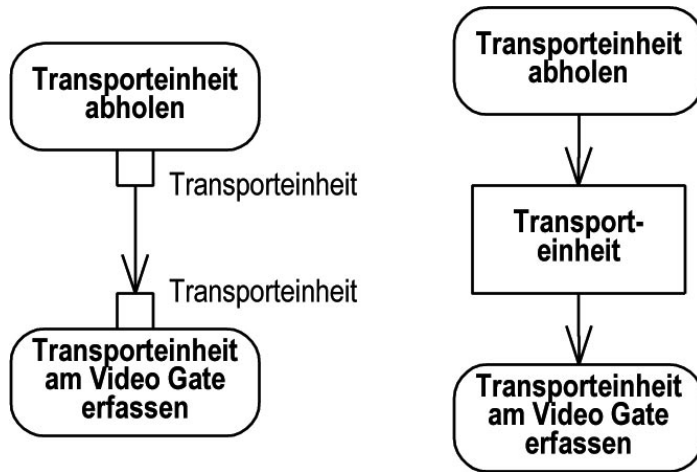 Transporteinheit
abholen
Transporteinheit
Transporteinheit
Transporteinheit
am Video Gate
erfassen
Transporteinheit
abholen
Transport-
einheit
Transporteinheit
am Video Gate
erfassen